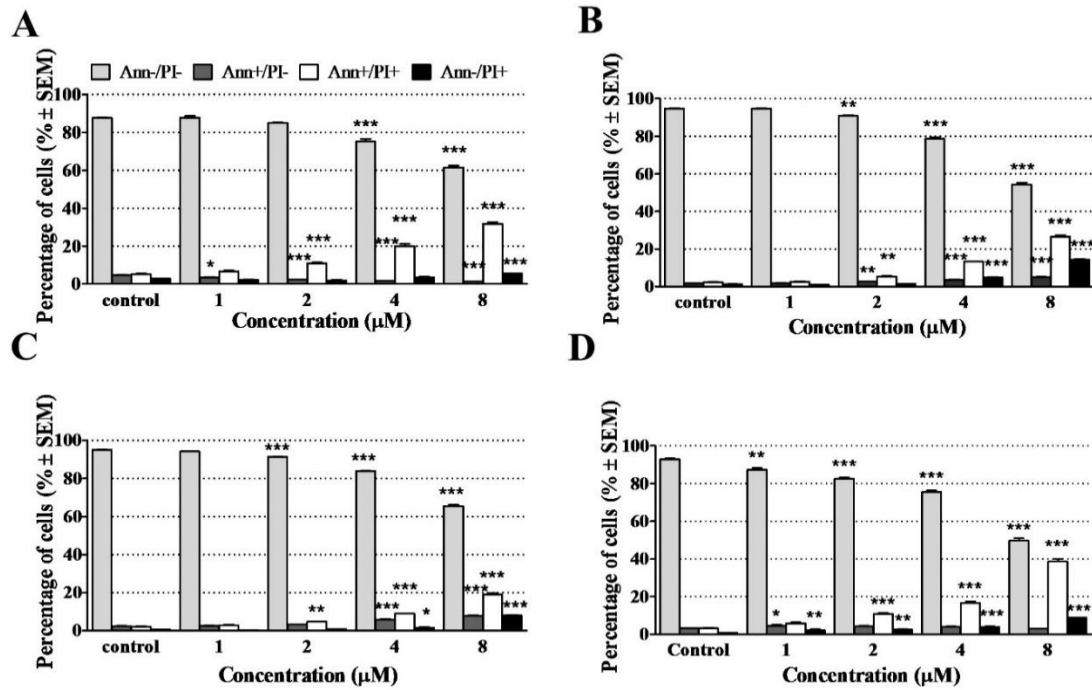 A
Ann-/PI- Ann+/PI- Ann+/PI+ Ann-/PI+
Percentage of cells (% ± SEM)
100
80
60
40
20
0
*** ***
*** *** ***
* *** *** *** ***
control 1 2 4 8
Concentration (µM)
B
Percentage of cells (% ± SEM)
100
80
60
40
20
0
** *** ***
** ** *** *** *** *** *** ***
control 1 2 4 8
Concentration (µM)
C
Percentage of cells (% ± SEM)
100
80
60
40
20
0
*** *** ***
** *** *** * *** *** ***
control 1 2 4 8
Concentration (µM)
D
Percentage of cells (% ± SEM)
100
80
60
40
20
0
** *** *** ***
* ** *** ** *** *** *** ***
Control 1 2 4 8
Concentration (µM)